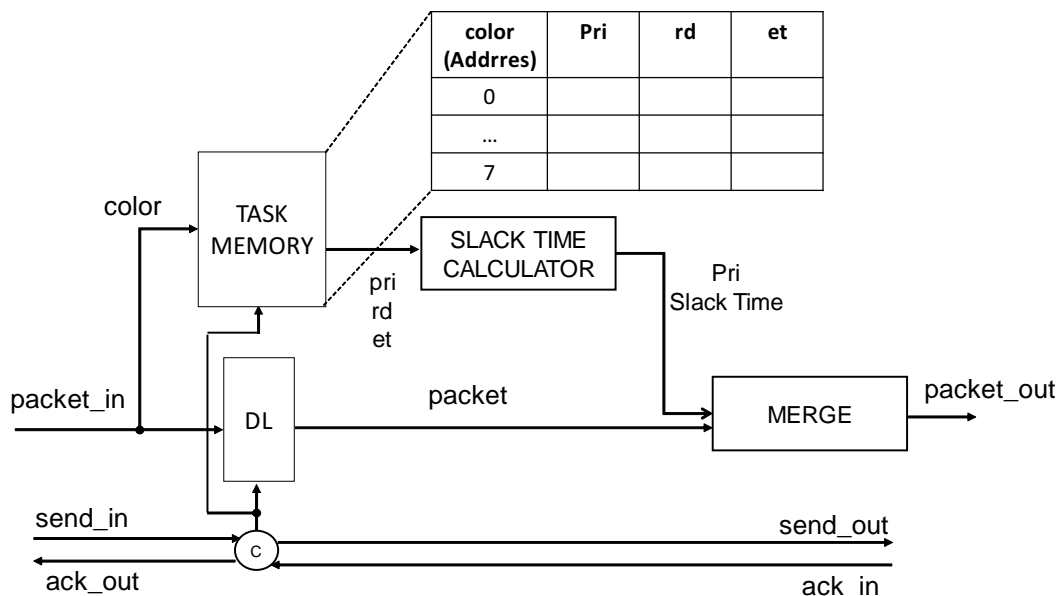 color (Addrres) Pri rd et
0
...
7
color
TASK
MEMORY
SLACK TIME
CALCULATOR
pri
rd
et
Pri
Slack Time
packet_in
DL
packet
MERGE
packet_out
send_in
C
send_out
ack_out
ack_in